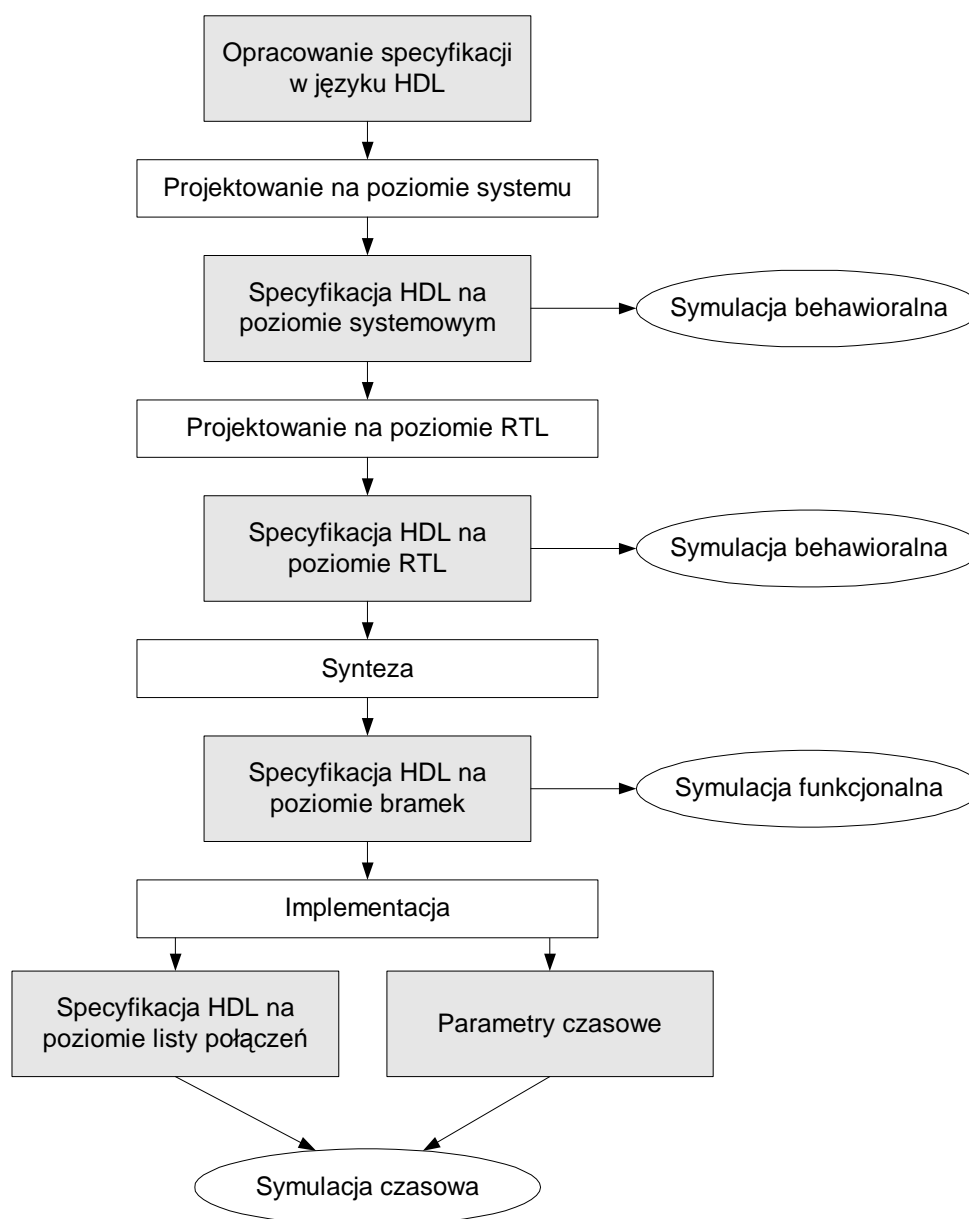 Opracowanie specyfikacji
w języku HDL
Projektowanie na poziomie systemu
Specyfikacja HDL na
poziomie systemowym
Symulacja behawioralna
Projektowanie na poziomie RTL
Specyfikacja HDL na
poziomie RTL
Symulacja behawioralna
Synteza
Specyfikacja HDL na
poziomie bramek
Symulacja funkcjonalna
Implementacja
Specyfikacja HDL na
poziomie listy połączeń
Parametry czasowe
Symulacja czasowa